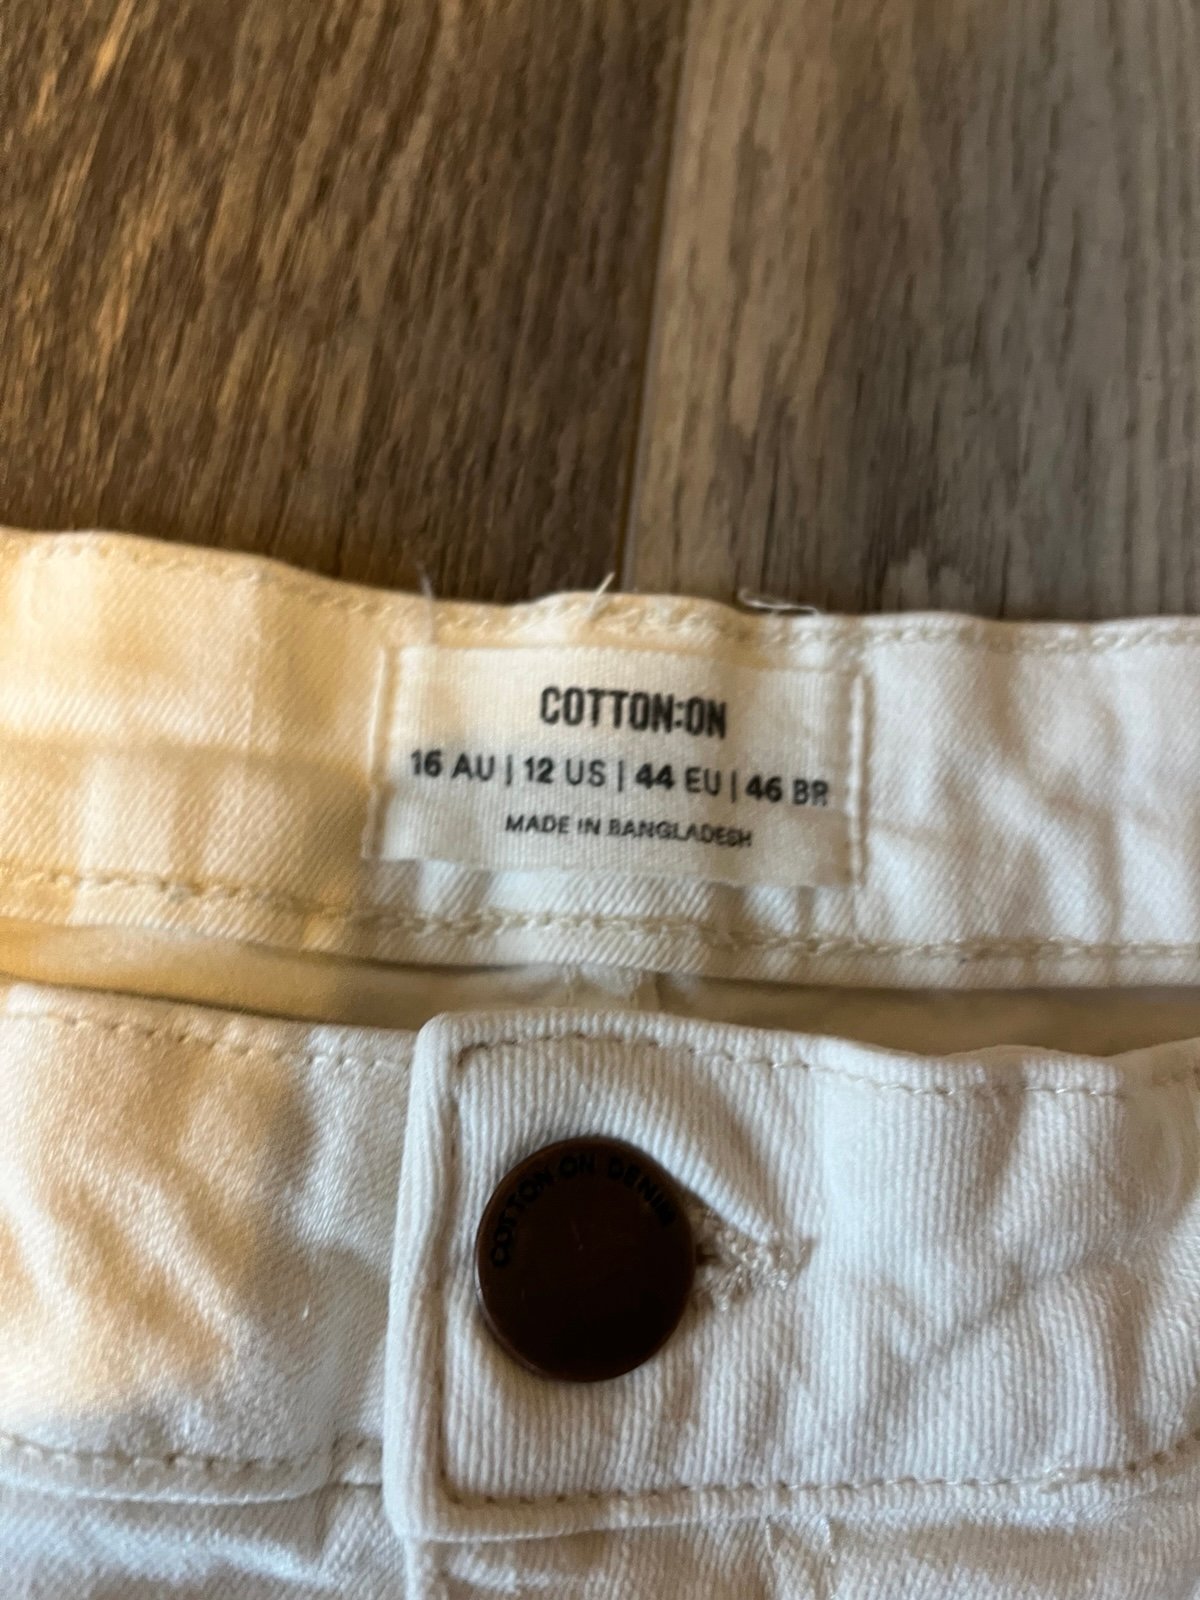 COTTON:ON
16 AU | 12 US | 44 EU | 46 BR
MADE IN BANGLADESH
COTTON:ON DENIM